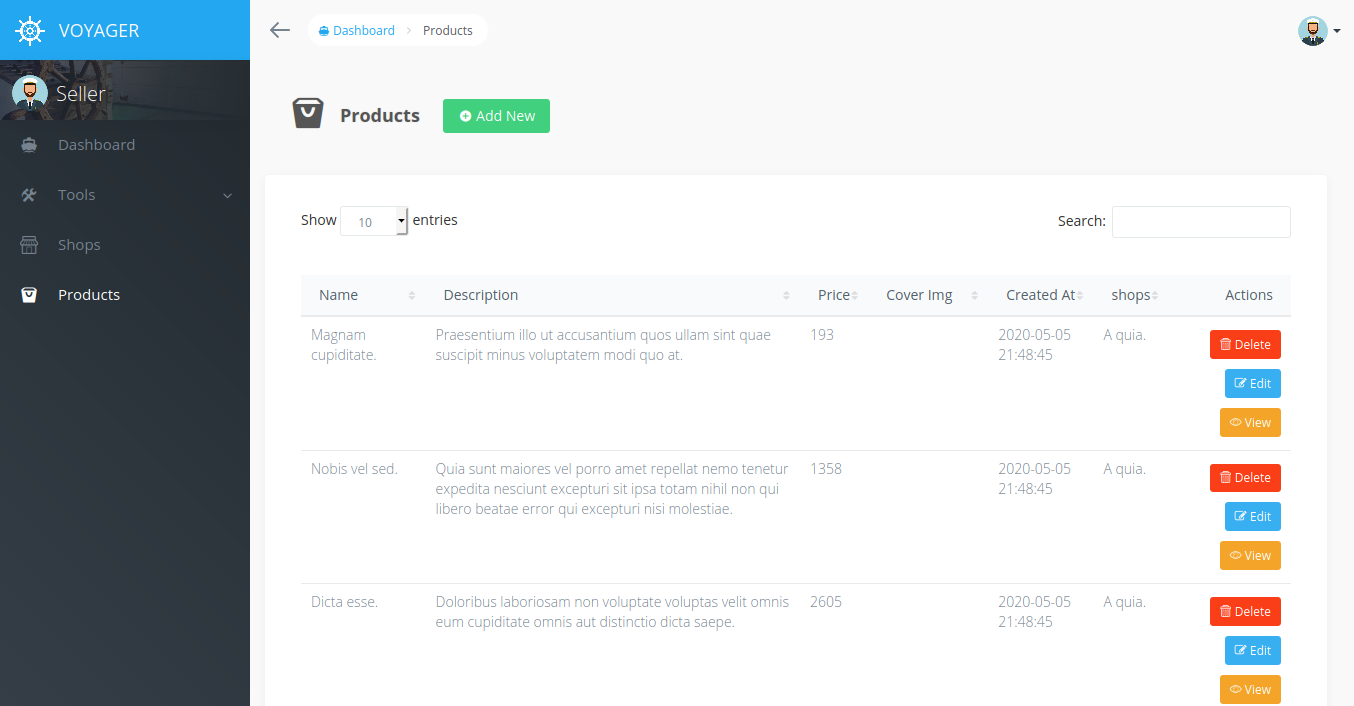 VOYAGER
Dashboard Products
Seller
Dashboard
Tools
Shops
Products
Products Add New
Show 10 entries Search:
Name Description Price Cover Img Created At shops Actions
Magnam Praesentium illo ut accusantium quos ullam sint quae 193 2020-05-05 A quia. Delete
cupiditate. suscipit minus voluptatem modi quo at. 21:48:45
Edit
View
Nobis vel sed. Quia sunt maiores vel porro amet repellat nemo tenetur 1358 2020-05-05 A quia. Delete
expedita nesciunt excepturi sit ipsa totam nihil non qui 21:48:45
libero beatae error qui excepturi nisi molestiae. Edit
View
Dicta esse. Doloribus laboriosam non voluptate voluptas velit omnis 2605 2020-05-05 A quia. Delete
eum cupiditate omnis aut distinctio dicta saepe. 21:48:45
Edit
View